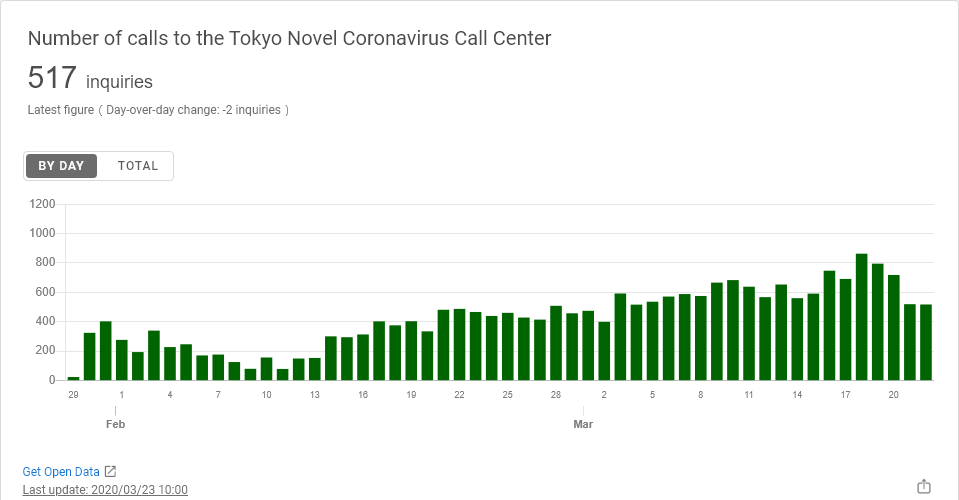 Number of calls to the Tokyo Novel Coronavirus Call Center
517 inquiries
Latest figure ( Day-over-day change: -2 inquiries )
BY DAY TOTAL
1200
1000
800
600
400
200
0
29 1 4 7 10 13 16 19 22 25 28 2 5 8 11 14 17 20
Feb Mar
Get Open Data
Last update: 2020/03/23 10:00